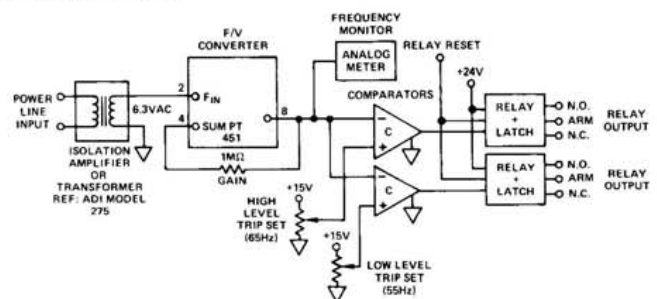 FREQUENCY
MONITOR
F/V
CONVERTER
ANALOG
METER
RELAY RESET
+24V
COMPARATORS
POWER
LINE
INPUT
6.3VAC
2
F IN
8
4
SUM PT
451
1MΩ
GAIN
ISOLATION
AMPLIFIER
OR
TRANSFORMER
REF: ADI MODEL
275
C
RELAY
+
LATCH
N.O.
ARM
N.C.
RELAY
OUTPUT
C
RELAY
+
LATCH
N.O.
ARM
N.C.
RELAY
OUTPUT
+15V
HIGH
LEVEL
TRIP SET
(65Hz)
+15V
LOW LEVEL
TRIP SET
(55Hz)